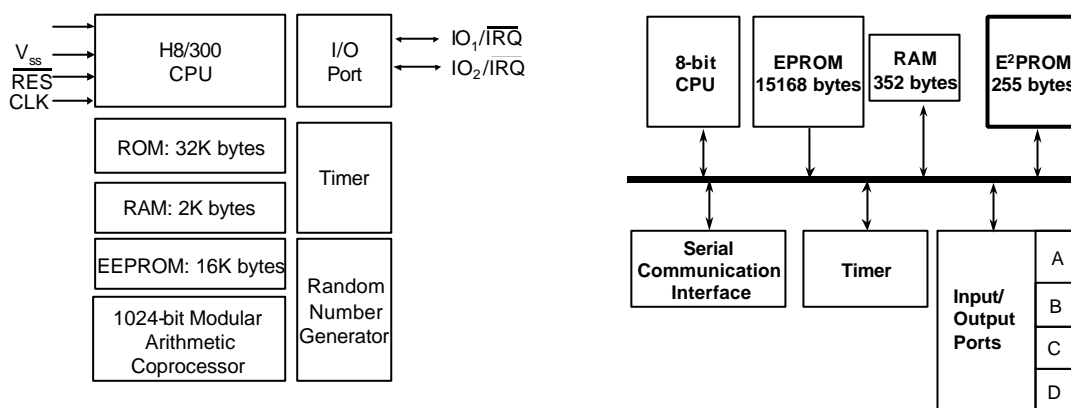 V_ss
RES
CLK
H8/300
CPU
I/O
Port
IO₁/IRQ
IO₂/IRQ
ROM: 32K bytes
RAM: 2K bytes
EEPROM: 16K bytes
1024-bit Modular
Arithmetic
Coprocessor
Timer
Random
Number
Generator
8-bit
CPU
EPROM
15168 bytes
RAM
352 bytes
E²PROM
255 bytes
Serial
Communication
Interface
Timer
Input/
Output
Ports
A
B
C
D